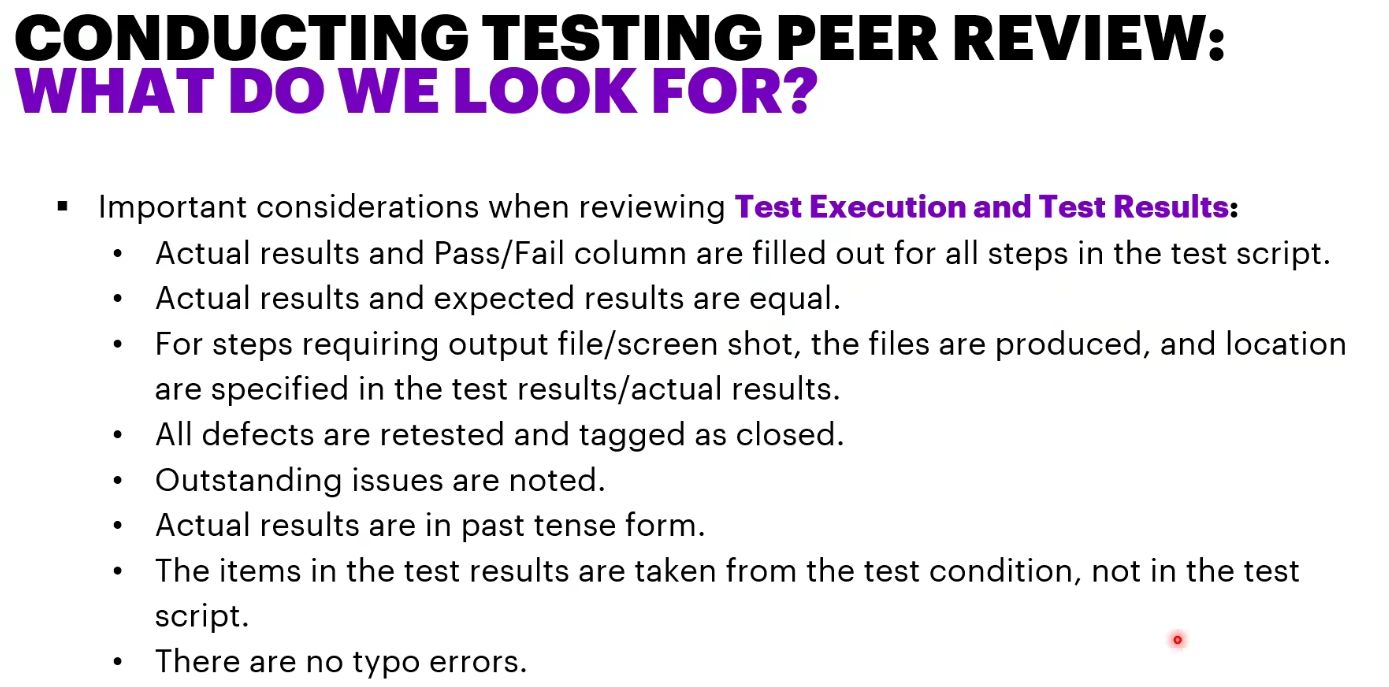 CONDUCTING TESTING PEER REVIEW:
WHAT DO WE LOOK FOR?
▪ Important considerations when reviewing Test Execution and Test Results:
• Actual results and Pass/Fail column are filled out for all steps in the test script.
• Actual results and expected results are equal.
• For steps requiring output file/screen shot, the files are produced, and location
are specified in the test results/actual results.
• All defects are retested and tagged as closed.
• Outstanding issues are noted.
• Actual results are in past tense form.
• The items in the test results are taken from the test condition, not in the test
script.
• There are no typo errors.